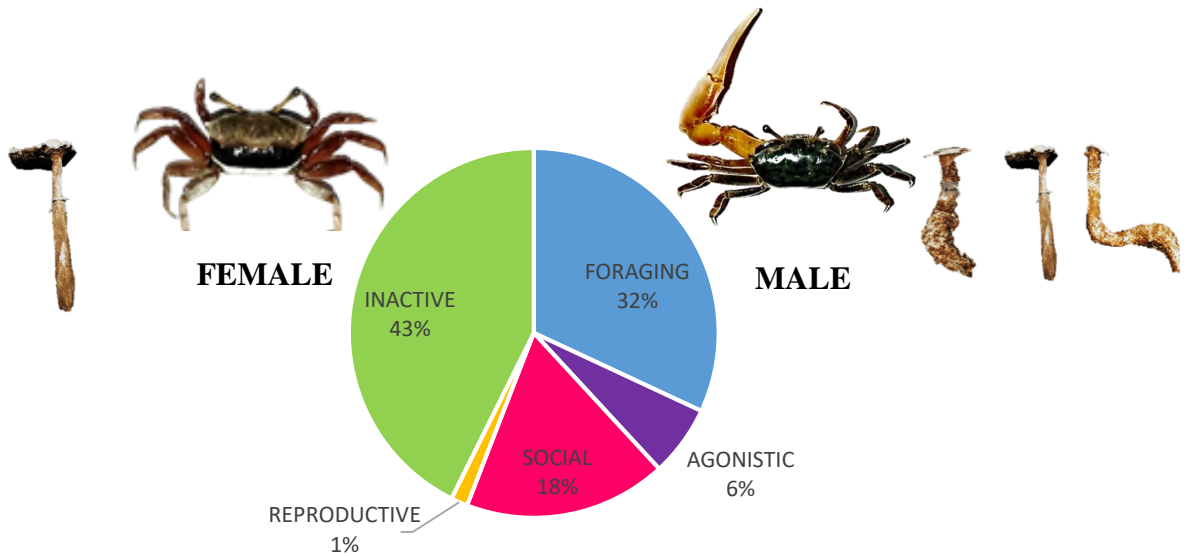 FEMALE
MALE
INACTIVE
43%
FORAGING
32%
AGONISTIC
6%
SOCIAL
18%
REPRODUCTIVE
1%